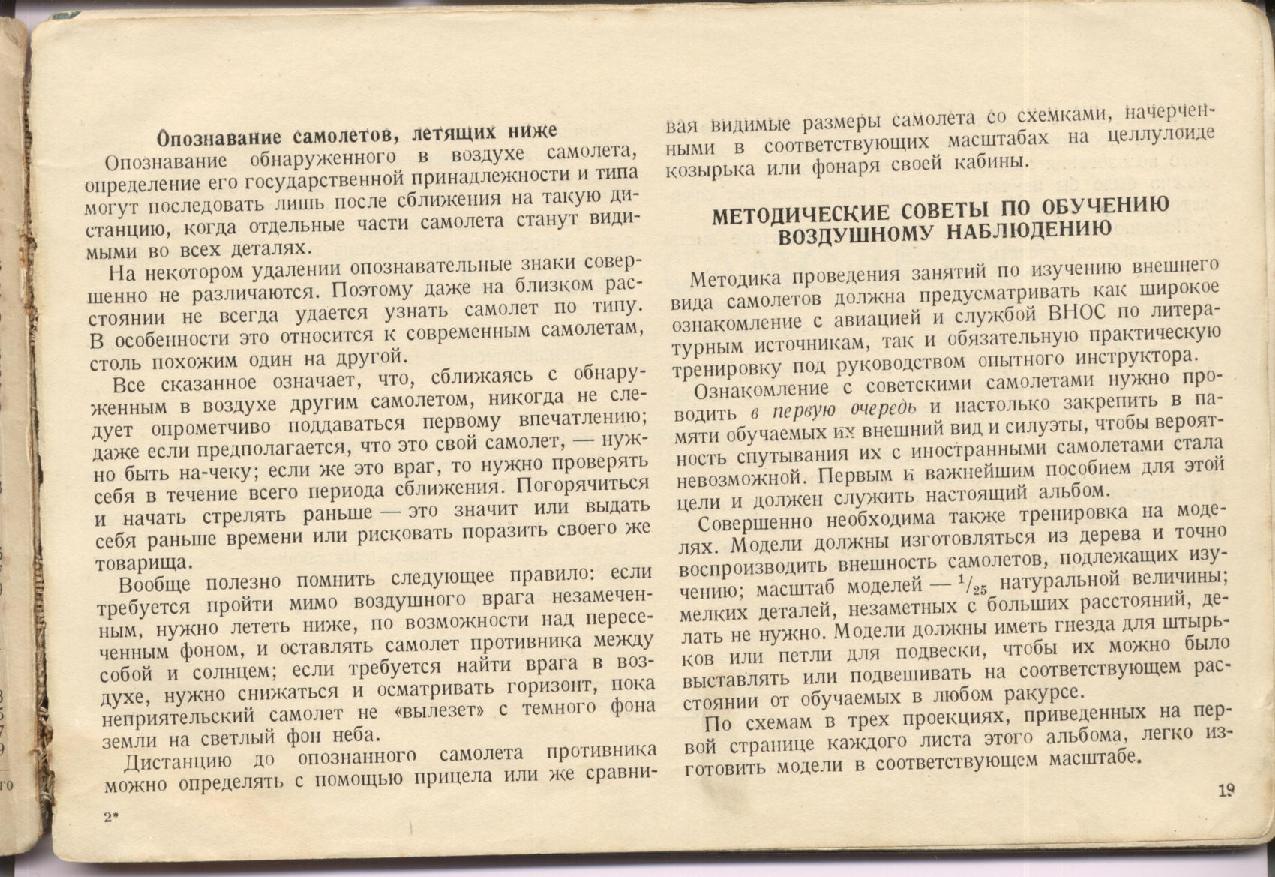 Опознавание самолетов, летящих ниже
Опознавание обнаруженного в воздухе самолета,
определение его государственной принадлежности и типа
могут последовать лишь после сближения на такую ди-
станцию, когда отдельные части самолета станут види-
мыми во всех деталях.
На некотором удалении опознавательные знаки совер-
шенно не различаются. Поэтому даже на близком рас-
стоянии не всегда удается узнать самолет по типу.
В особенности это относится к современным самолетам,
столь похожим один на другой.
Все сказанное означает, что, сближаясь с обнару-
женным в воздухе другим самолетом, никогда не сле-
дует опрометчиво поддаваться первому впечатлению;
даже если предполагается, что это свой самолет, — нуж-
но быть на-чеку; если же это враг, то нужно проверять
себя в течение всего периода сближения. Погорячиться
и начать стрелять раньше — это значит или выдать
себя раньше времени или рисковать поразить своего же
товарища.
Вообще полезно помнить следующее правило: если
требуется пройти мимо воздушного врага незамечен-
ным, нужно лететь ниже, по возможности над пересе-
ченным фоном, и оставлять самолет противника между
собой и солнцем; если требуется найти врага в воз-
духе, нужно снижаться и осматривать горизонт, пока
неприятельский самолет не «вылезет» с темного фона
земли на светлый фон неба.
Дистанцию до опознанного самолета противника
можно определять с помощью прицела или же сравни-
2*
вая видимые размеры самолета со схемками, начерчен-
ными в соответствующих масштабах на целлулоиде
козырька или фонаря своей кабины.
МЕТОДИЧЕСКИЕ СОВЕТЫ ПО ОБУЧЕНИЮ
ВОЗДУШНОМУ НАБЛЮДЕНИЮ
Методика проведения занятий по изучению внешнего
вида самолетов должна предусматривать как широкое
ознакомление с авиацией и службой ВНОС по литера-
турным источникам, так и обязательную практическую
тренировку под руководством опытного инструктора.
Ознакомление с советскими самолетами нужно про-
водить в первую очередь и настолько закрепить в па-
мяти обучаемых их внешний вид и силуэты, чтобы вероят-
ность спутывания их с иностранными самолетами стала
невозможной. Первым и важнейшим пособием для этой
цели и должен служить настоящий альбом.
Совершенно необходима также тренировка на моде-
лях. Модели должны изготовляться из дерева и точно
воспроизводить внешность самолетов, подлежащих изу-
чению; масштаб моделей — 1/25 натуральной величины;
мелких деталей, незаметных с больших расстояний, де-
лать не нужно. Модели должны иметь гнезда для штырь-
ков или петли для подвески, чтобы их можно было
выставлять или подвешивать на соответствующем рас-
стоянии от обучаемых в любом ракурсе.
По схемам в трех проекциях, приведенных на пер-
вой странице каждого листа этого альбома, легко из-
готовить модели в соответствующем масштабе.
19